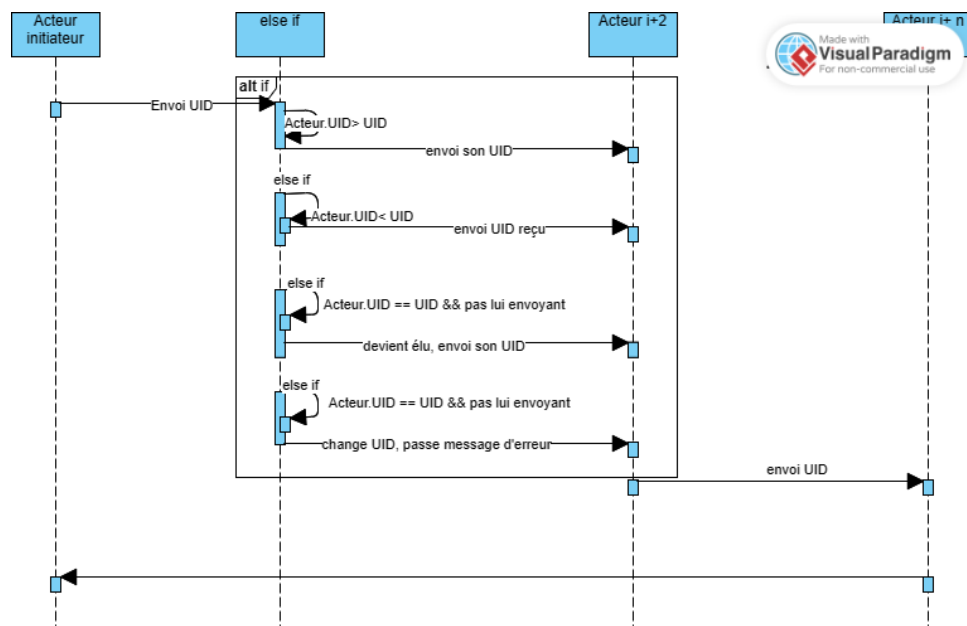 Acteur
initiateur
else if
Acteur i+2
Acteur i+ n
Made with
Visual Paradigm
For non-commercial use
alt if
Envoi UID
Acteur.UID> UID
envoi son UID
else if
Acteur.UID< UID
envoi UID reçu
else if
Acteur.UID == UID && pas lui envoyant
devient élu, envoi son UID
else if
Acteur.UID == UID && pas lui envoyant
change UID, passe message d'erreur
envoi UID